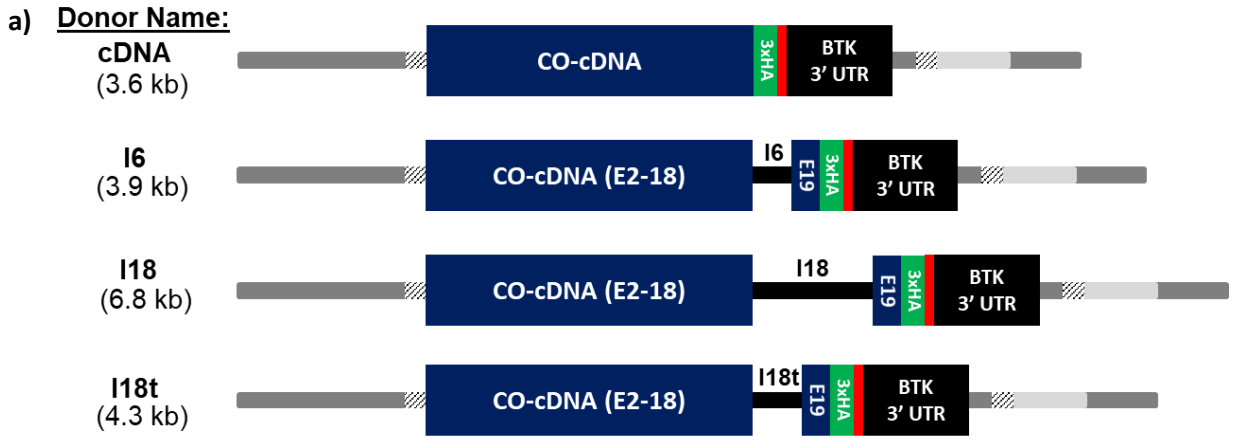 a) Donor Name:
cDNA
(3.6 kb)
CO-cDNA
3xHA
BTK
3’ UTR
I6
(3.9 kb)
CO-cDNA (E2-18)
I6
E19
3xHA
BTK
3’ UTR
I18
(6.8 kb)
CO-cDNA (E2-18)
I18
E19
3xHA
BTK
3’ UTR
I18t
(4.3 kb)
CO-cDNA (E2-18)
I18t
E19
3xHA
BTK
3’ UTR